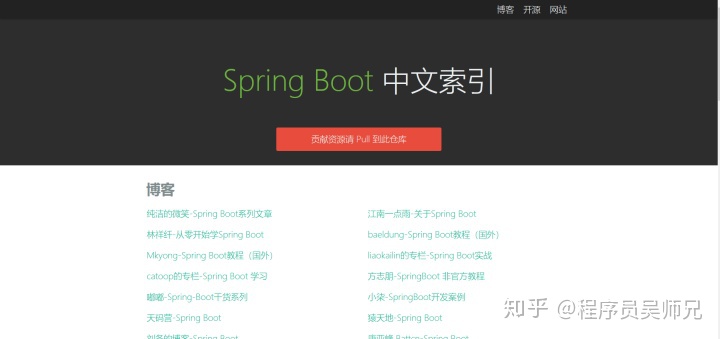 博客 开源 网站
Spring Boot 中文索引
贡献资源请 Pull 到此仓库
博客
纯洁的微笑-Spring Boot系列文章 江南一点雨-关于Spring Boot
林祥纤-从零开始学Spring Boot baeldung-Spring Boot教程（国外）
Mkyong-Spring Boot教程（国外） liaokailin的专栏-Spring Boot实战
catoop的专栏-Spring Boot 学习 方志朋-SpringBoot 非官方教程
嘟嘟-Spring-Boot干货系列 小柒-SpringBoot开发案例
天码营-Spring Boot 猿天地-Spring Boot
知乎 @程序员吴师兄
的博客-Spring Boot Spring Boot